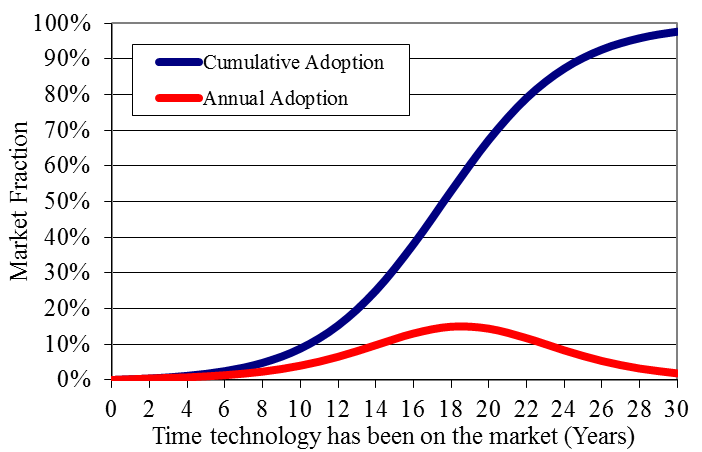 100%
90%
80%
70%
60%
50%
40%
30%
20%
10%
0%
Market Fraction
Cumulative Adoption
Annual Adoption
0 2 4 6 8 10 12 14 16 18 20 22 24 26 28 30
Time technology has been on the market (Years)